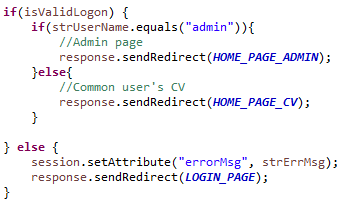 if(isValidLogon) {
    if(strUserName.equals("admin")){
        //Admin page
        response.sendRedirect(HOME_PAGE_ADMIN);
    }else{
        //Common user's CV
        response.sendRedirect(HOME_PAGE_CV);
    }
} else {
    session.setAttribute("errorMsg", strErrMsg);
    response.sendRedirect(LOGIN_PAGE);
}